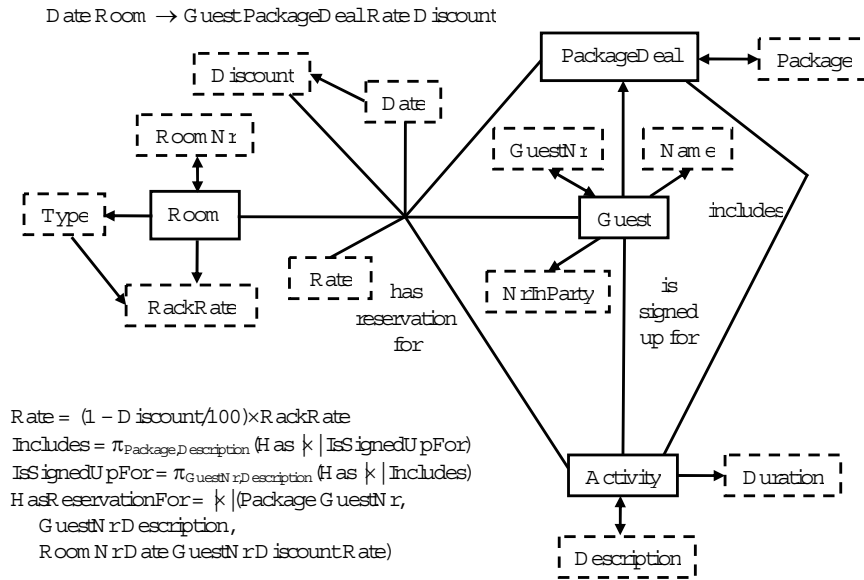 Date Room → Guest PackageDeal Rate Discount
PackageDeal
Package
Discount
Date
RoomNr
GuestNr
Name
Type
Room
Guest
includes
Rate
RackRate
NrInParty
has
reservation
for
is
signed
up for
Rate = (1 – Discount/100)×RackRate
Includes = πPackage,Description(Has |×| IsSignedUpFor)
IsSignedUpFor = πGuestNr,Description(Has |×| Includes)
HasReservationFor = |×|(Package GuestNr,
GuestNr Description,
RoomNr Date GuestNr Discount Rate)
Activity
Duration
Description